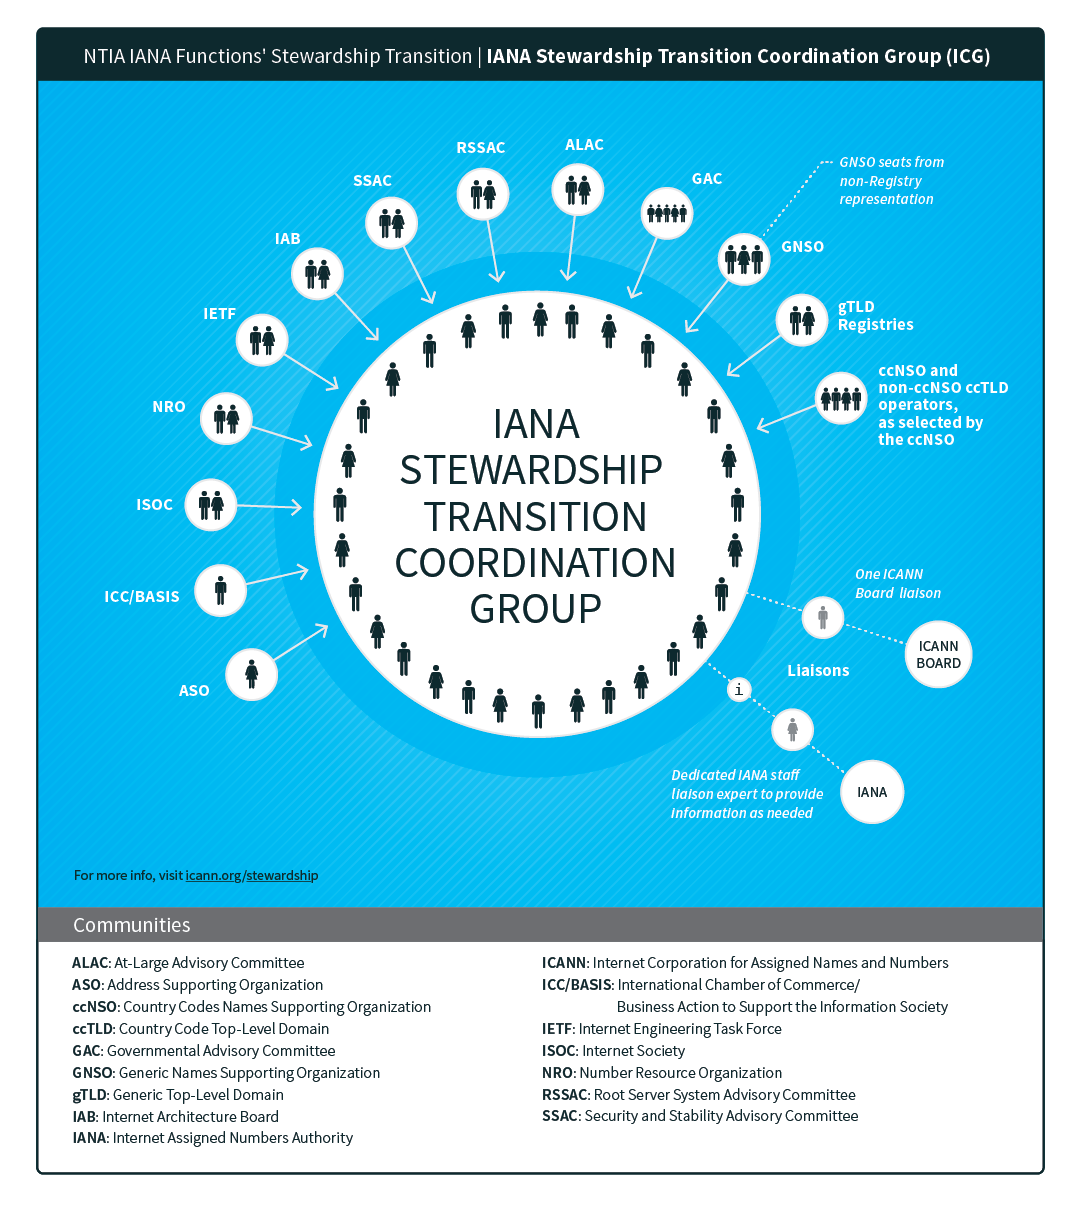 NTIA IANA Functions' Stewardship Transition | IANA Stewardship Transition Coordination Group (ICG)
RSSAC
ALAC
SSAC
GAC
GNSO seats from
non-Registry
representation
IAB
GNSO
IETF
gTLD
Registries
NRO
ccNSO and
non-ccNSO ccTLD
operators,
as selected by
the ccNSO
IANA
STEWARDSHIP
TRANSITION
COORDINATION
GROUP
ISOC
ICC/BASIS
ASO
One ICANN
Board liaison
ICANN
BOARD
Liaisons
i
Dedicated IANA staff
liaison expert to provide
information as needed
IANA
For more info, visit icann.org/stewardship
Communities
ALAC: At-Large Advisory Committee
ASO: Address Supporting Organization
ccNSO: Country Codes Names Supporting Organization
ccTLD: Country Code Top-Level Domain
GAC: Governmental Advisory Committee
GNSO: Generic Names Supporting Organization
gTLD: Generic Top-Level Domain
IAB: Internet Architecture Board
IANA: Internet Assigned Numbers Authority
ICANN: Internet Corporation for Assigned Names and Numbers
ICC/BASIS: International Chamber of Commerce/
Business Action to Support the Information Society
IETF: Internet Engineering Task Force
ISOC: Internet Society
NRO: Number Resource Organization
RSSAC: Root Server System Advisory Committee
SSAC: Security and Stability Advisory Committee